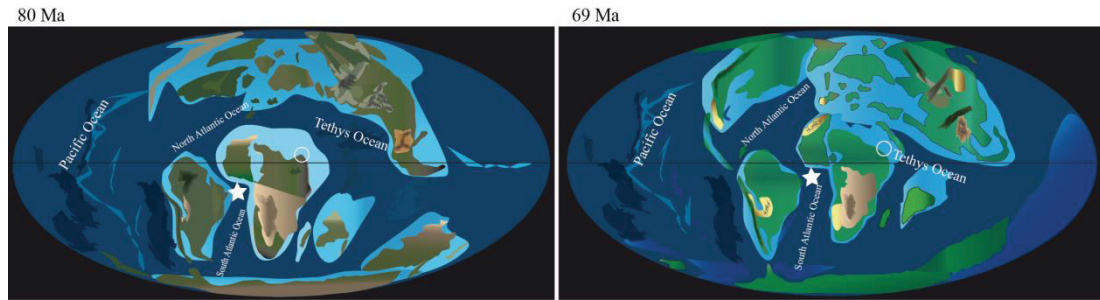 80 Ma
Pacific Ocean
North Atlantic Ocean
Tethys Ocean
South Atlantic Ocean
69 Ma
Pacific Ocean
North Atlantic Ocean
Tethys Ocean
South Atlantic Ocean